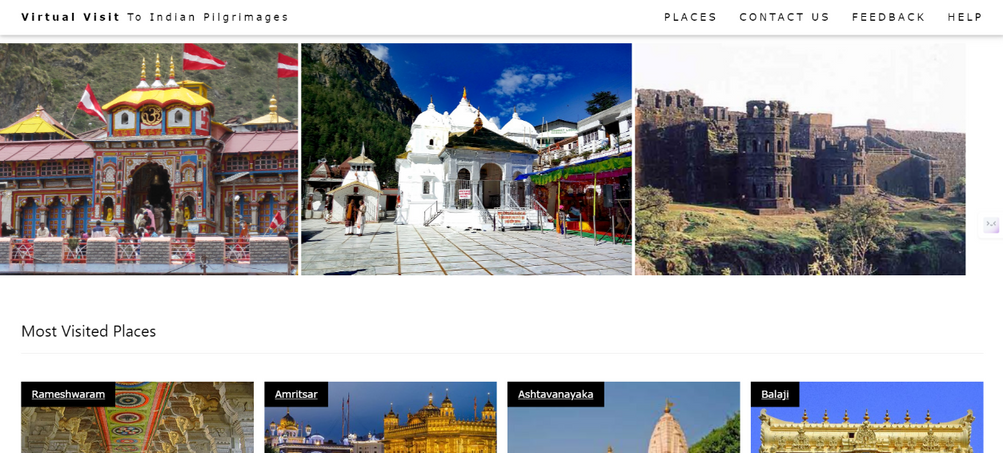 Virtual Visit To Indian Pilgrimages
PLACES CONTACT US FEEDBACK HELP
Most Visited Places
Rameshwaram
Amritsar
Ashtavanayaka
Balaji